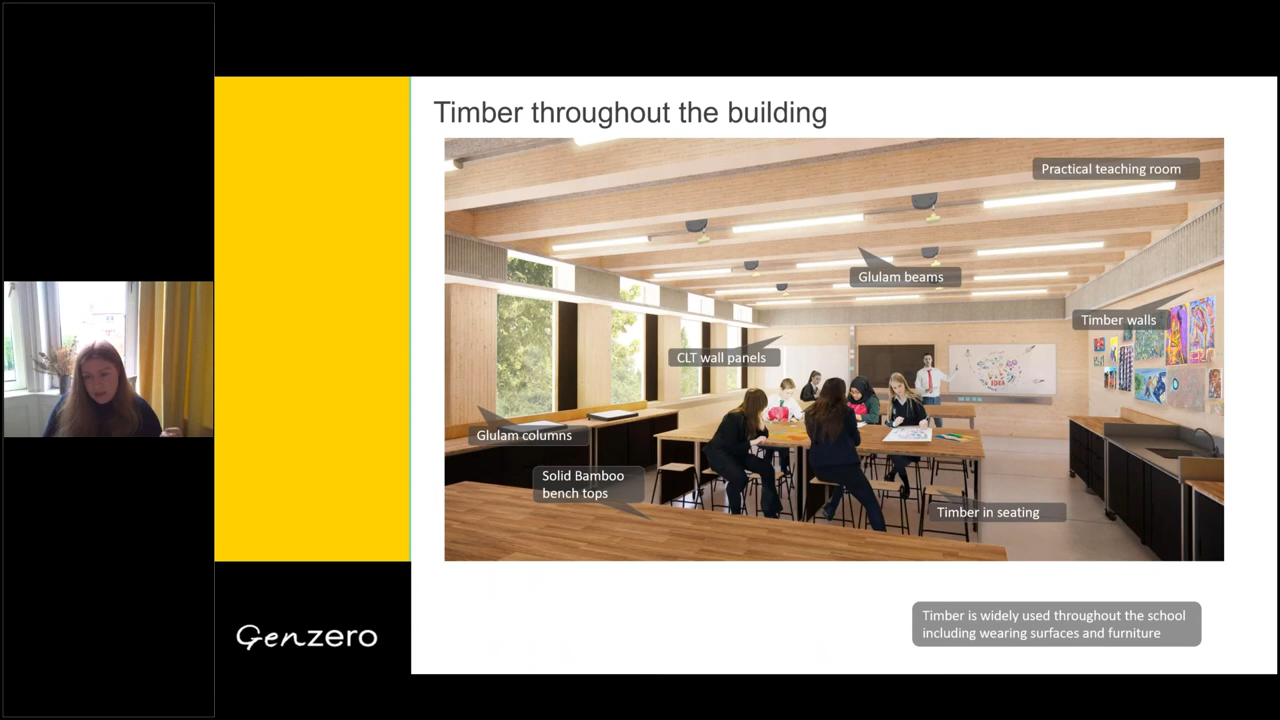 Timber throughout the building
Practical teaching room
Glulam beams
Timber walls
CLT wall panels
IDEA
Glulam columns
Solid Bamboo
bench tops
Timber in seating
Timber is widely used throughout the school
including wearing surfaces and furniture
Genzero